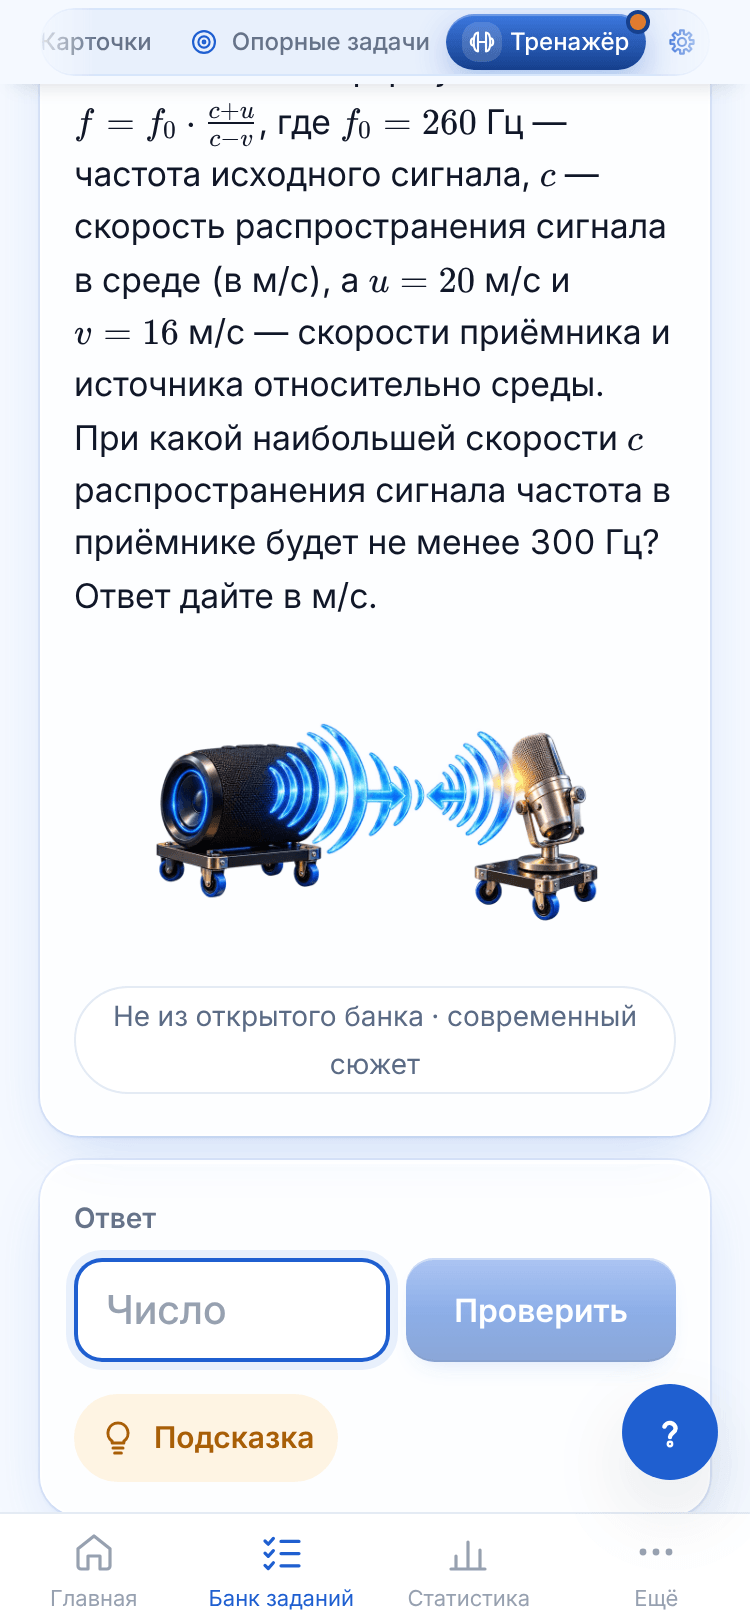 Карточки
Опорные задачи
Тренажёр
f = f₀ · (c+u)/(c−v), где f₀ = 260 Гц —
частота исходного сигнала, c —
скорость распространения сигнала
в среде (в м/с), а u = 20 м/с и
v = 16 м/с — скорости приёмника и
источника относительно среды.
При какой наибольшей скорости c
распространения сигнала частота в
приёмнике будет не менее 300 Гц?
Ответ дайте в м/с.
Не из открытого банка · современный
сюжет
Ответ
Число
Проверить
Подсказка
?
Главная
Банк заданий
Статистика
Ещё